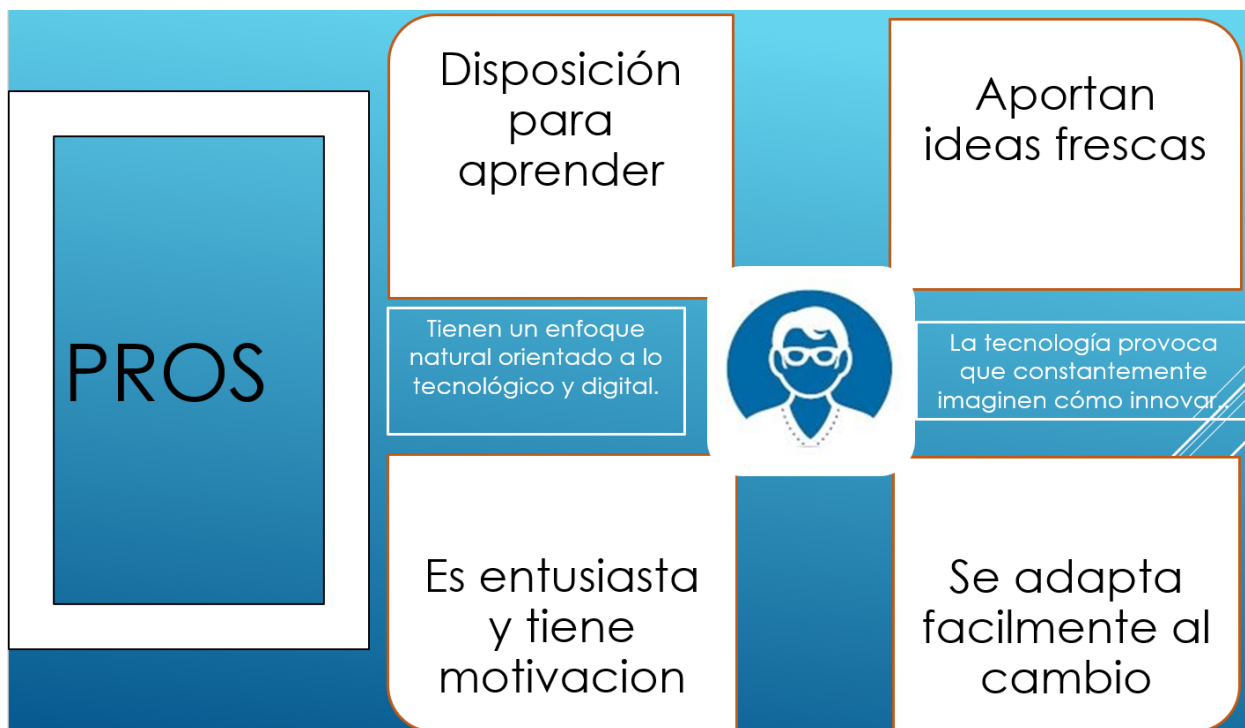 PROS
Disposición
para
aprender
Aportan
ideas frescas
Tienen un enfoque
natural orientado a lo
tecnológico y digital.
La tecnología provoca
que constantemente
imaginen cómo innovar..
Es entusiasta
y tiene
motivacion
Se adapta
facilmente al
cambio